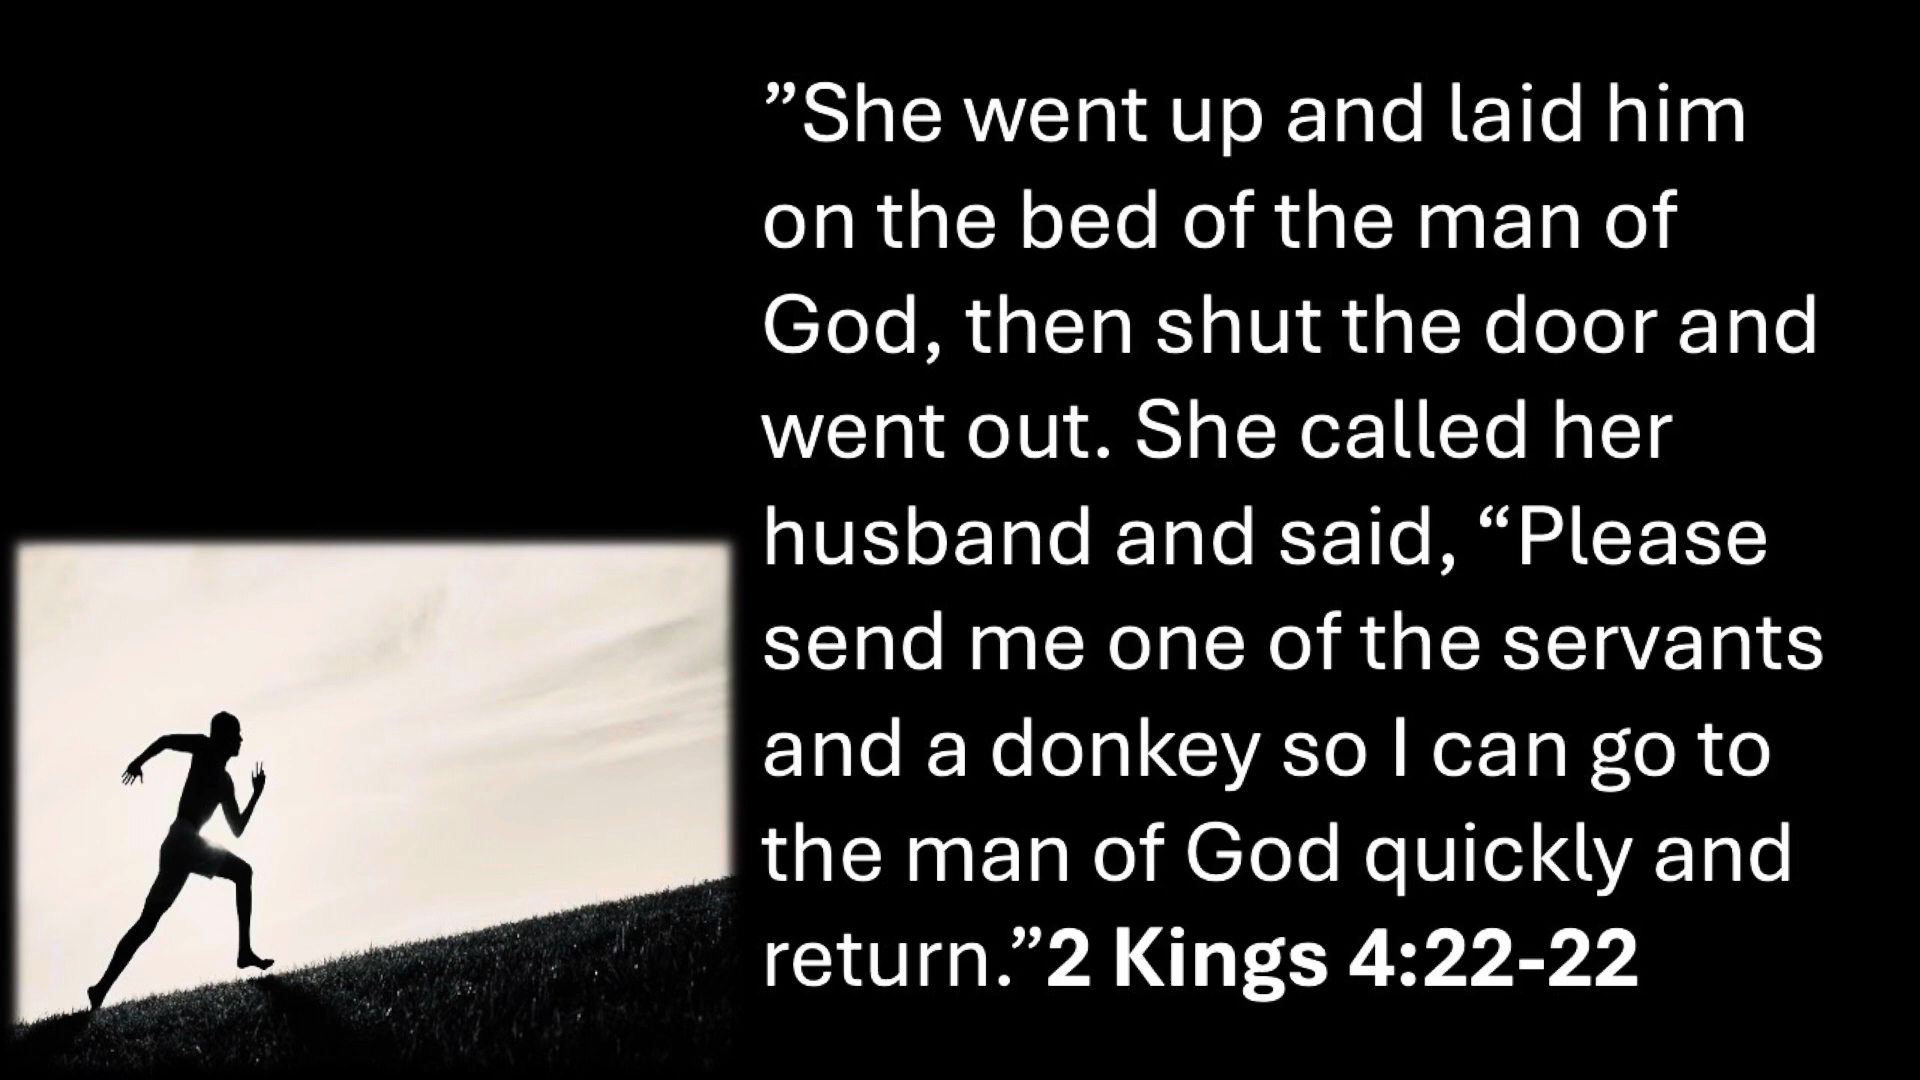 ”She went up and laid him
on the bed of the man of
God, then shut the door and
went out. She called her
husband and said, “Please
send me one of the servants
and a donkey so I can go to
the man of God quickly and
return.”2 Kings 4:22-22